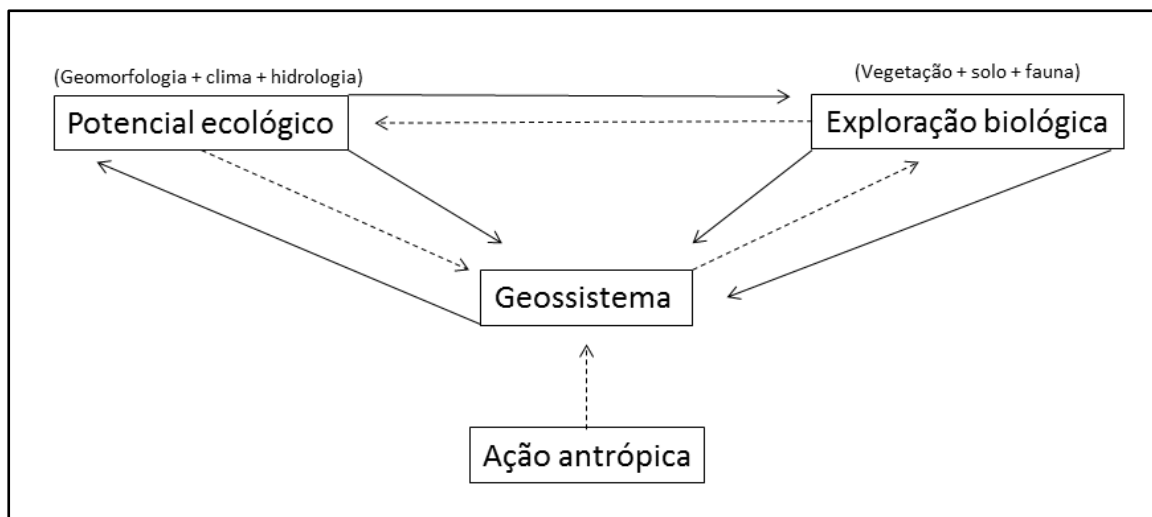 (Geomorfologia + clima + hidrologia)
(Vegetação + solo + fauna)
Potencial ecológico
Exploração biológica
Geossistema
Ação antrópica